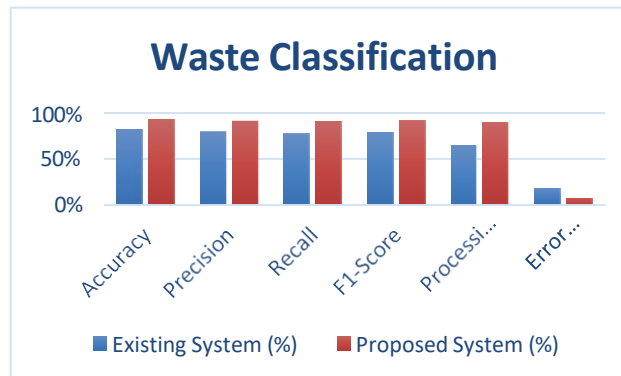 Waste Classification
100%
50%
0%
Accuracy
Precision
Recall
F1-Score
Processi...
Error...
Existing System (%)
Proposed System (%)